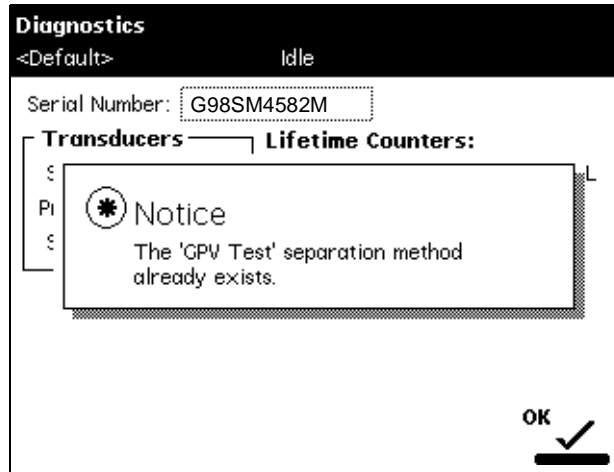 Diagnostics
<Default> Idle
Serial Number: G98SM4582M
Transducers Lifetime Counters:
S L
Notice
The 'GPV Test' separation method
already exists.
S
OK